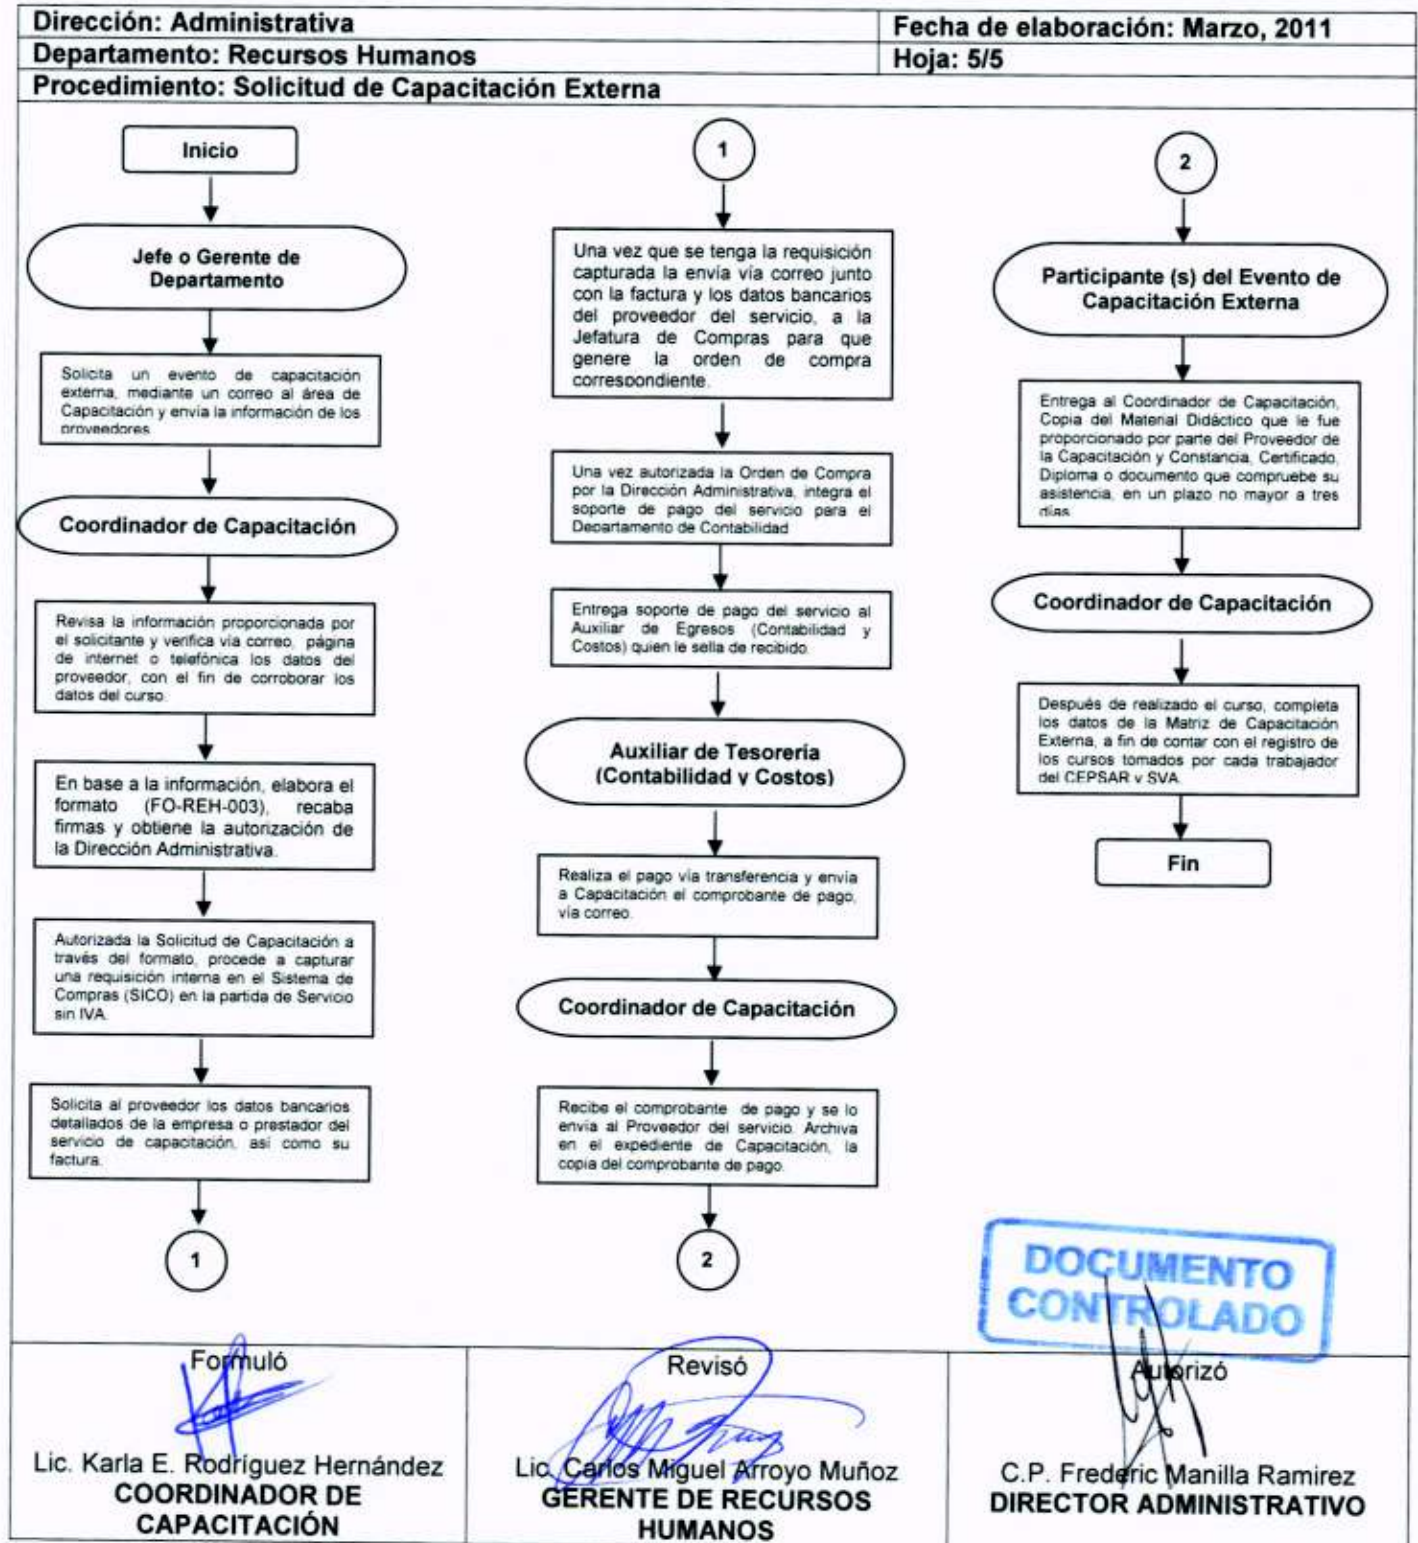 Dirección: Administrativa
Fecha de elaboración: Marzo, 2011
Departamento: Recursos Humanos
Hoja: 5/5
Procedimiento: Solicitud de Capacitación Externa
Inicio
Jefe o Gerente de
Departamento
Solicita un evento de capacitación
externa, mediante un correo al área de
Capacitación y envía la información de los
proveedores
Coordinador de Capacitación
Revisa la información proporcionada por
el solicitante y verifica vía correo, página
de internet o telefónica los datos del
proveedor, con el fin de corroborar los
datos del curso.
En base a la información, elabora el
formato (FO-REH-003), recaba
firmas y obtiene la autorización de
la Dirección Administrativa.
Autorizada la Solicitud de Capacitación a
través del formato, procede a capturar
una requisición interna en el Sistema de
Compras (SICO) en la partida de Servicio
sin IVA.
Solicita al proveedor los datos bancarios
detallados de la empresa o prestador del
servicio de capacitación, así como su
factura.
1
1
Una vez que se tenga la requisición
capturada la envía vía correo junto
con la factura y los datos bancarios
del proveedor del servicio, a la
Jefatura de Compras para que
genere la orden de compra
correspondiente.
Una vez autorizada la Orden de Compra
por la Dirección Administrativa, integra el
soporte de pago del servicio para el
Departamento de Contabilidad
Entrega soporte de pago del servicio al
Auxiliar de Egresos (Contabilidad y
Costos) quien le sella de recibido.
Auxiliar de Tesorería
(Contabilidad y Costos)
Realiza el pago vía transferencia y envía
a Capacitación el comprobante de pago,
vía correo.
Coordinador de Capacitación
Recibe el comprobante de pago y se lo
envía al Proveedor del servicio. Archiva
en el expediente de Capacitación, la
copia del comprobante de pago.
2
2
Participante (s) del Evento de
Capacitación Externa
Entrega al Coordinador de Capacitación,
Copia del Material Didáctico que le fue
proporcionado por parte del Proveedor de
la Capacitación y Constancia, Certificado,
Diploma o documento que compruebe su
asistencia, en un plazo no mayor a tres
días
Coordinador de Capacitación
Después de realizado el curso, completa
los datos de la Matriz de Capacitación
Externa, a fin de contar con el registro de
los cursos tomados por cada trabajador
del CEPSAR y SVA.
Fin
DOCUMENTO
CONTROLADO
Formuló
Lic. Karla E. Rodríguez Hernández
COORDINADOR DE
CAPACITACIÓN
Revisó
Lic. Carlos Miguel Arroyo Muñoz
GERENTE DE RECURSOS
HUMANOS
Autorizó
C.P. Frederic Manilla Ramirez
DIRECTOR ADMINISTRATIVO